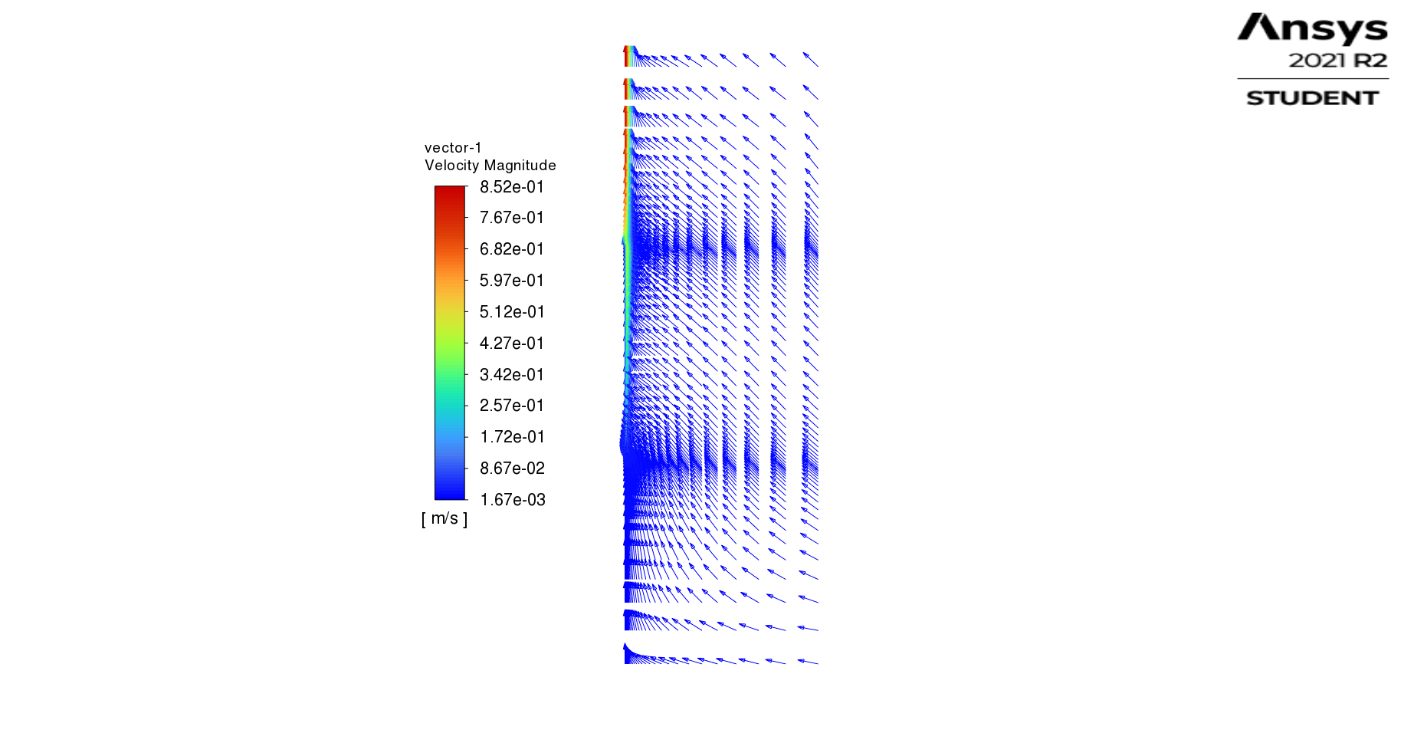 Ansys
2021 R2
STUDENT
vector-1
Velocity Magnitude
8.52e-01
7.67e-01
6.82e-01
5.97e-01
5.12e-01
4.27e-01
3.42e-01
2.57e-01
1.72e-01
8.67e-02
1.67e-03
[ m/s ]